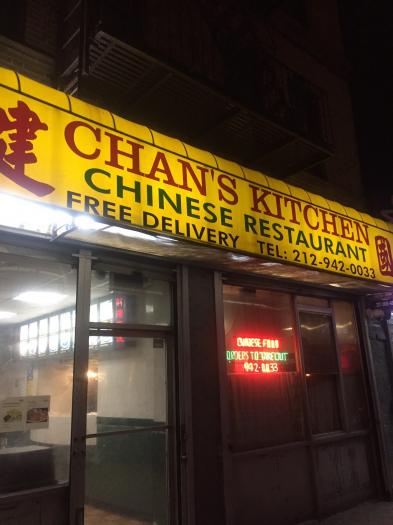 建
CHAN'S KITCHEN
CHINESE RESTAURANT
FREE DELIVERY TEL: 212-942-0033
CHINESE FOOD
ORDERS TO TAKE OUT
942-0033